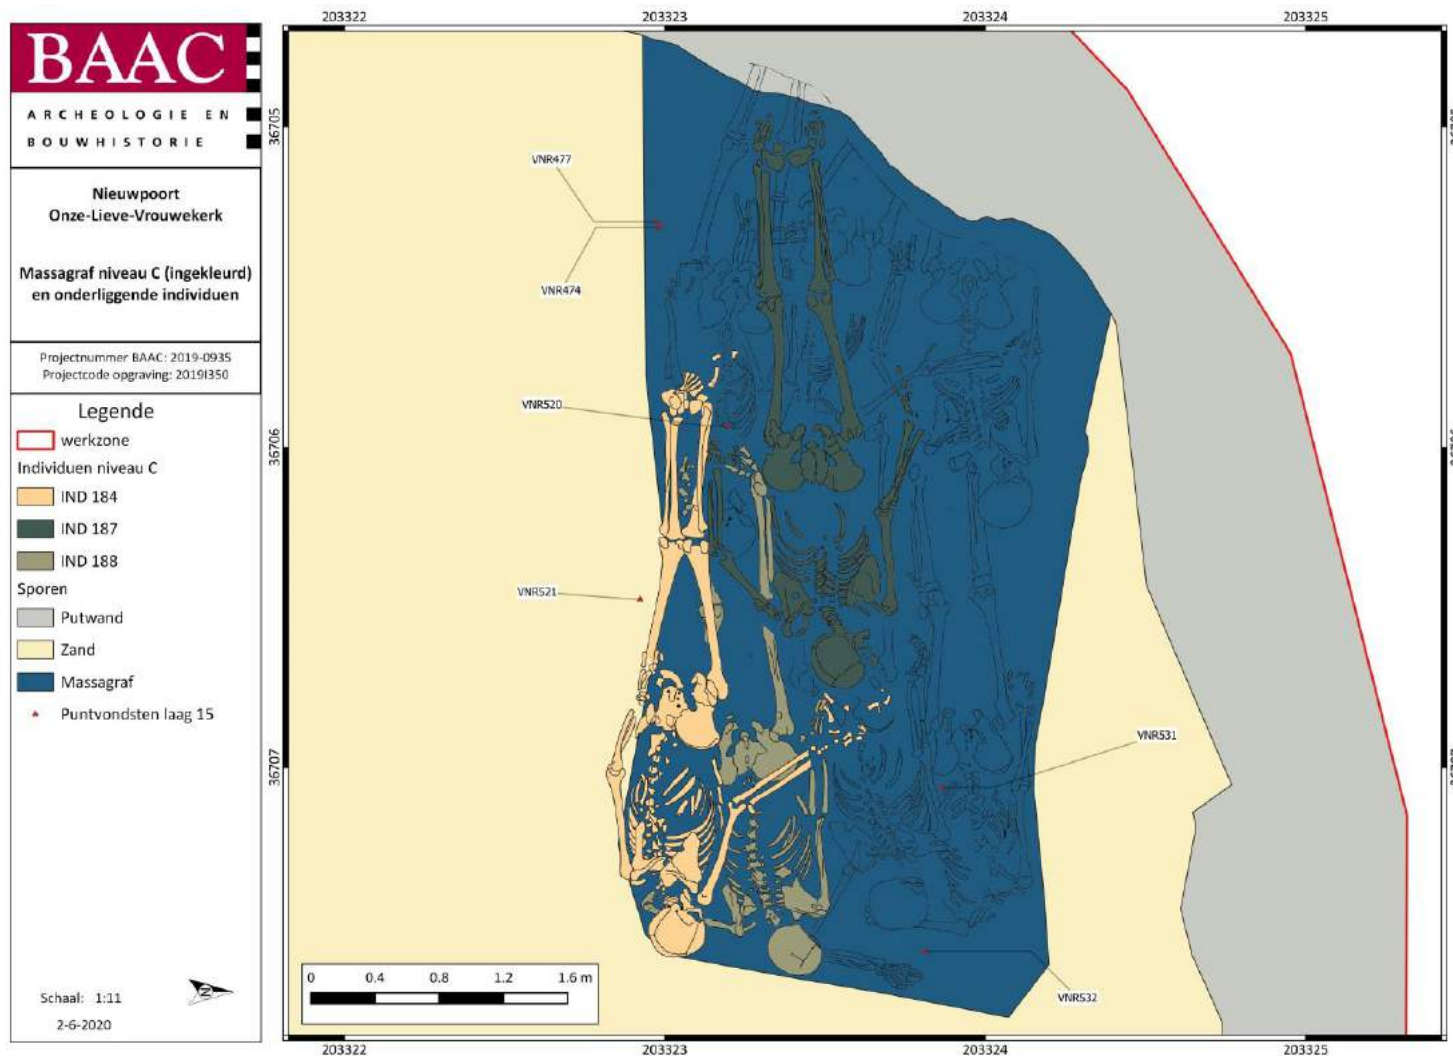 BAAC
ARCHEOLOGIE EN
BOUWHISTORIE
Nieuwpoort
Onze-Lieve-Vrouwekerk
Massagraf niveau C (ingekleurd)
en onderliggende individuen
Projectnummer BAAC: 2019-0935
Projectcode opgraving: 2019I350
Legende
werkzone
Individuen niveau C
IND 184
IND 187
IND 188
Sporen
Putwand
Zand
Massagraf
Puntvondsten laag 15
Schaal: 1:11
2-6-2020
N
203322
203323
203324
203325
36705
36706
36707
VNR477
VNR474
VNR520
VNR521
VNR531
VNR532
0
0.4
0.8
1.2
1.6 m
203322
203323
203324
203325